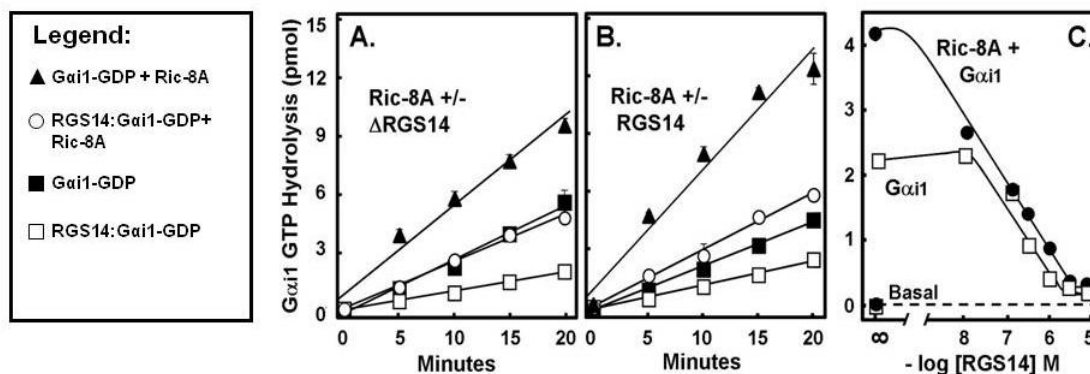 Legend:
Gαi1-GDP + Ric-8A
RGS14:Gαi1-GDP+
Ric-8A
Gαi1-GDP
RGS14:Gαi1-GDP
Gαi1 GTP Hydrolysis (pmol)
15
12
9
6
3
0
A.
Ric-8A +/-
ΔRGS14
0 5 10 15 20
Minutes
B.
Ric-8A +/-
RGS14
0 5 10 15 20
Minutes
C.
4
3
2
1
0
Ric-8A +
Gαi1
Gαi1
Basal
∞ 8 7 6 5
- log [RGS14] M